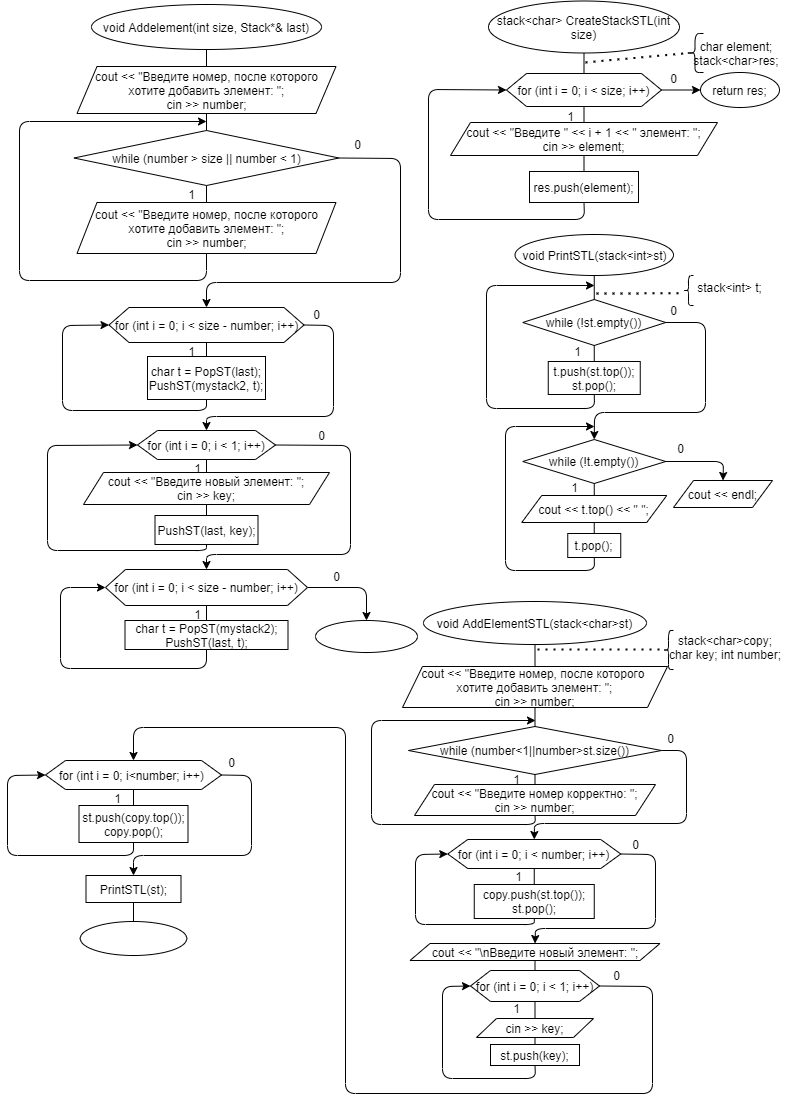 void Addelement(int size, Stack*& last)
cout << "Введите номер, после которого
хотите добавить элемент: ";
cin >> number;
while (number > size || number < 1)
0
1
cout << "Введите номер, после которого
хотите добавить элемент: ";
cin >> number;
for (int i = 0; i < size - number; i++)
0
1
char t = PopST(last);
PushST(mystack2, t);
for (int i = 0; i < 1; i++)
0
1
cout << "Введите новый элемент: ";
cin >> key;
PushST(last, key);
for (int i = 0; i < size - number; i++)
0
1
char t = PopST(mystack2);
PushST(last, t);
stack<char> CreateStackSTL(int
size)
char element;
stack<char>res;
for (int i = 0; i < size; i++)
0
return res;
1
cout << "Введите " << i + 1 << " элемент: ";
cin >> element;
res.push(element);
void PrintSTL(stack<int>st)
stack<int> t;
while (!st.empty())
0
1
t.push(st.top());
st.pop();
while (!t.empty())
0
1
cout << endl;
cout << t.top() << " ";
t.pop();
void AddElementSTL(stack<char>st)
stack<char>copy;
char key; int number;
cout << "Введите номер, после которого
хотите добавить элемент: ";
cin >> number;
while (number<1||number>st.size())
0
1
cout << "Введите номер корректно: ";
cin >> number;
for (int i = 0; i < number; i++)
0
1
copy.push(st.top());
st.pop();
cout << "\nВведите новый элемент: ";
for (int i = 0; i < 1; i++)
0
1
cin >> key;
st.push(key);
for (int i = 0; i<number; i++)
0
1
st.push(copy.top());
copy.pop();
PrintSTL(st);